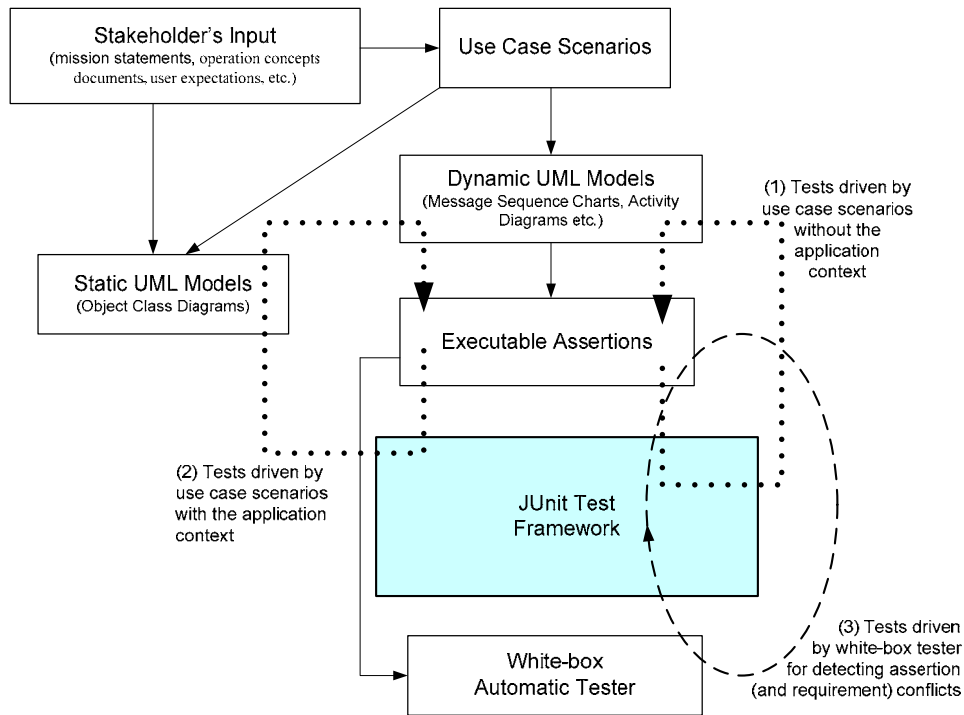 Stakeholder's Input
(mission statements, operation concepts
documents, user expectations, etc.)
Use Case Scenarios
Dynamic UML Models
(Message Sequence Charts, Activity
Diagrams etc.)
(1) Tests driven by
use case scenarios
without the
application
context
Static UML Models
(Object Class Diagrams)
Executable Assertions
(2) Tests driven by
use case scenarios
with the application
context
JUnit Test
Framework
(3) Tests driven
by white-box tester
for detecting assertion
(and requirement) conflicts
White-box
Automatic Tester